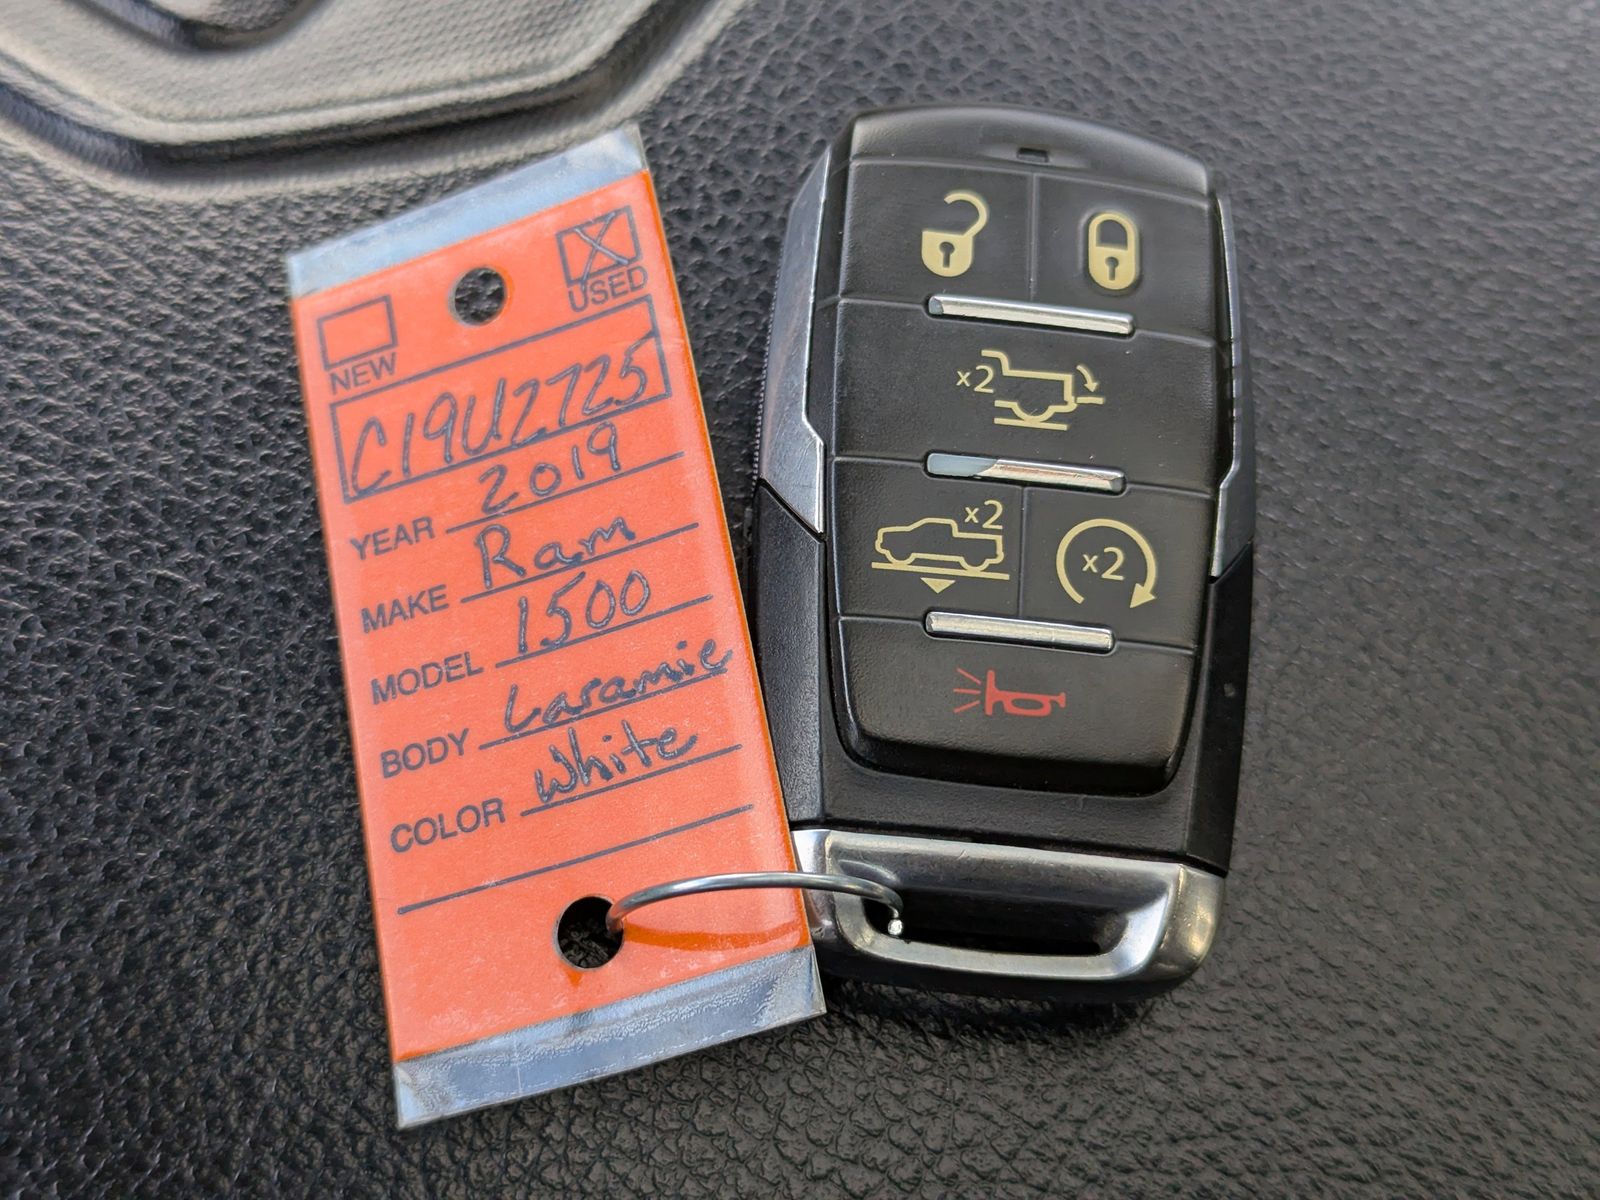 X
USED
NEW
C19U2725
YEAR 2019
MAKE Ram
MODEL 1500
BODY Laramie
COLOR White
x2
x2
x2